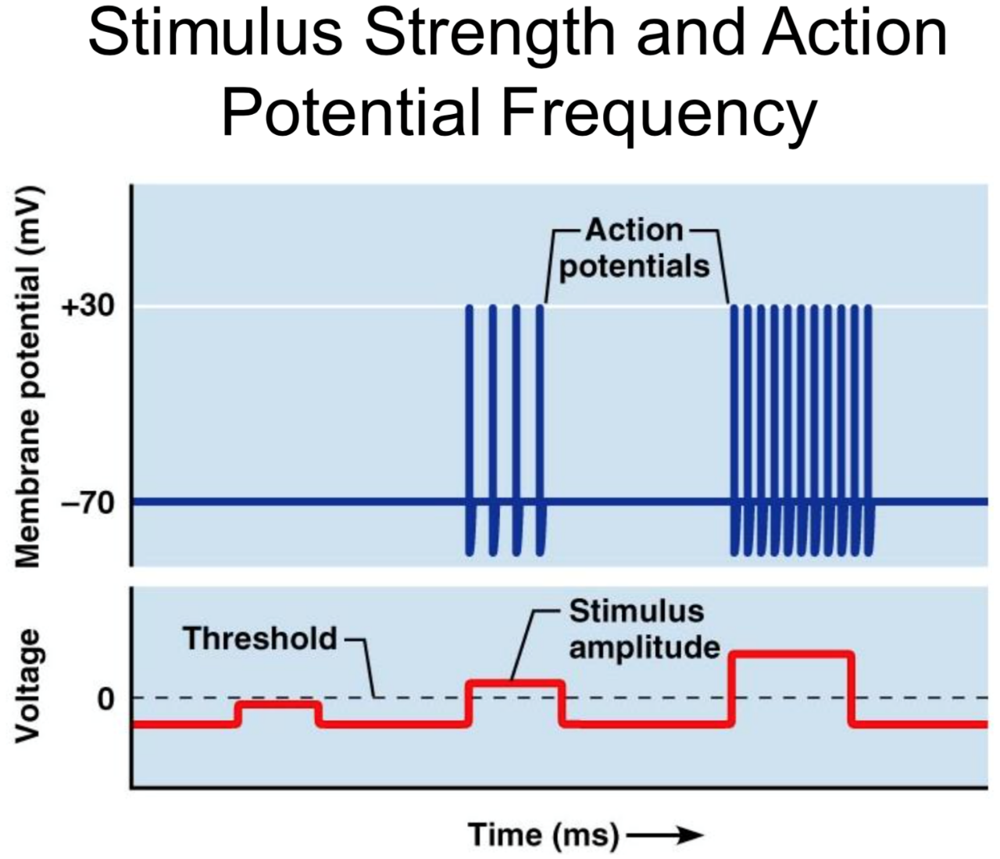 Stimulus Strength and Action
Potential Frequency
Membrane potential (mV)
+30
–70
Action
potentials
Voltage
0
Threshold
Stimulus
amplitude
Time (ms)